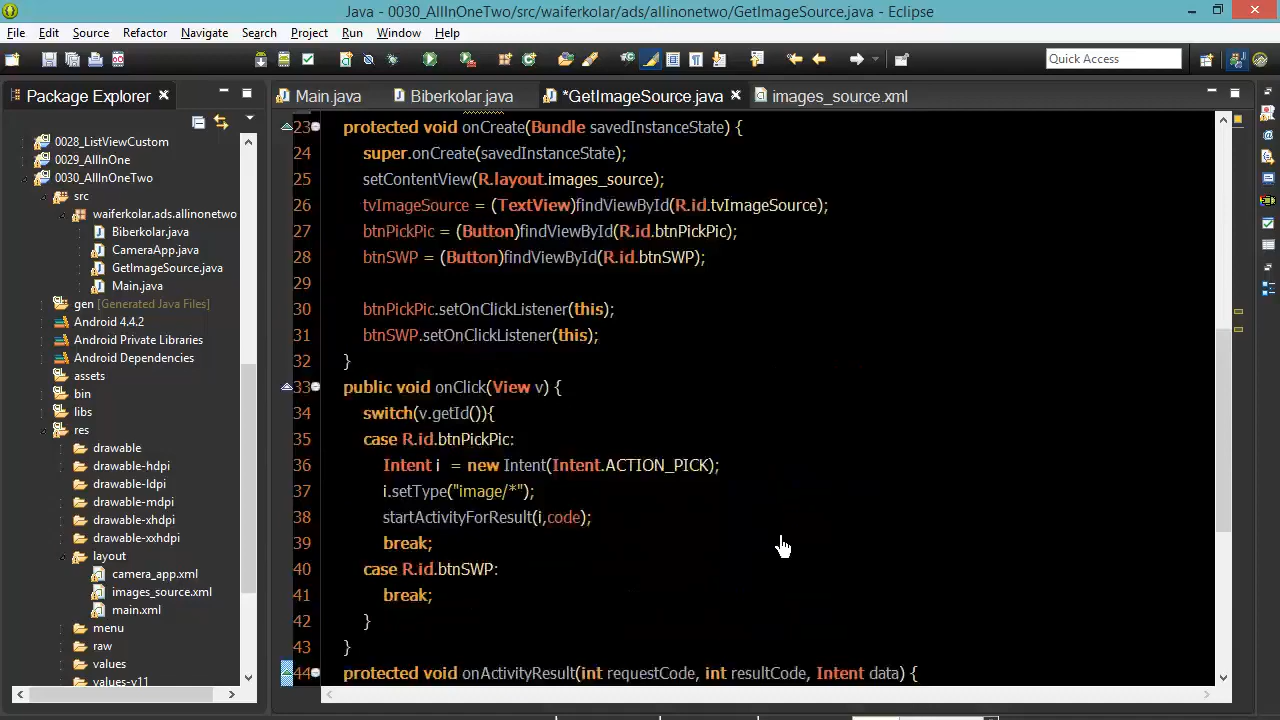 Java - 0030_AllInOneTwo/src/waiferkolar/ads/allinonetwo/GetImageSource.java - Eclipse
File Edit Source Refactor Navigate Search Project Run Window Help
Quick Access
Package Explorer
Main.java Biberkolar.java *GetImageSource.java images_source.xml
0028_ListViewCustom
0029_AllInOne
0030_AllInOneTwo
src
waiferkolar.ads.allinonetwo
Biberkolar.java
CameraApp.java
GetImageSource.java
Main.java
gen [Generated Java Files]
Android 4.4.2
Android Private Libraries
Android Dependencies
assets
bin
libs
res
drawable
drawable-hdpi
drawable-ldpi
drawable-mdpi
drawable-xhdpi
drawable-xxhdpi
layout
camera_app.xml
images_source.xml
main.xml
menu
raw
values
values-v11
23 protected void onCreate(Bundle savedInstanceState) {
24 super.onCreate(savedInstanceState);
25 setContentView(R.layout.images_source);
26 tvImageSource = (TextView)findViewById(R.id.tvImageSource);
27 btnPickPic = (Button)findViewById(R.id.btnPickPic);
28 btnSWP = (Button)findViewById(R.id.btnSWP);
29
30 btnPickPic.setOnClickListener(this);
31 btnSWP.setOnClickListener(this);
32 }
33 public void onClick(View v) {
34 switch(v.getId()){
35 case R.id.btnPickPic:
36 Intent i = new Intent(Intent.ACTION_PICK);
37 i.setType("image/*");
38 startActivityForResult(i,code);
39 break;
40 case R.id.btnSWP:
41 break;
42 }
43 }
44 protected void onActivityResult(int requestCode, int resultCode, Intent data) {